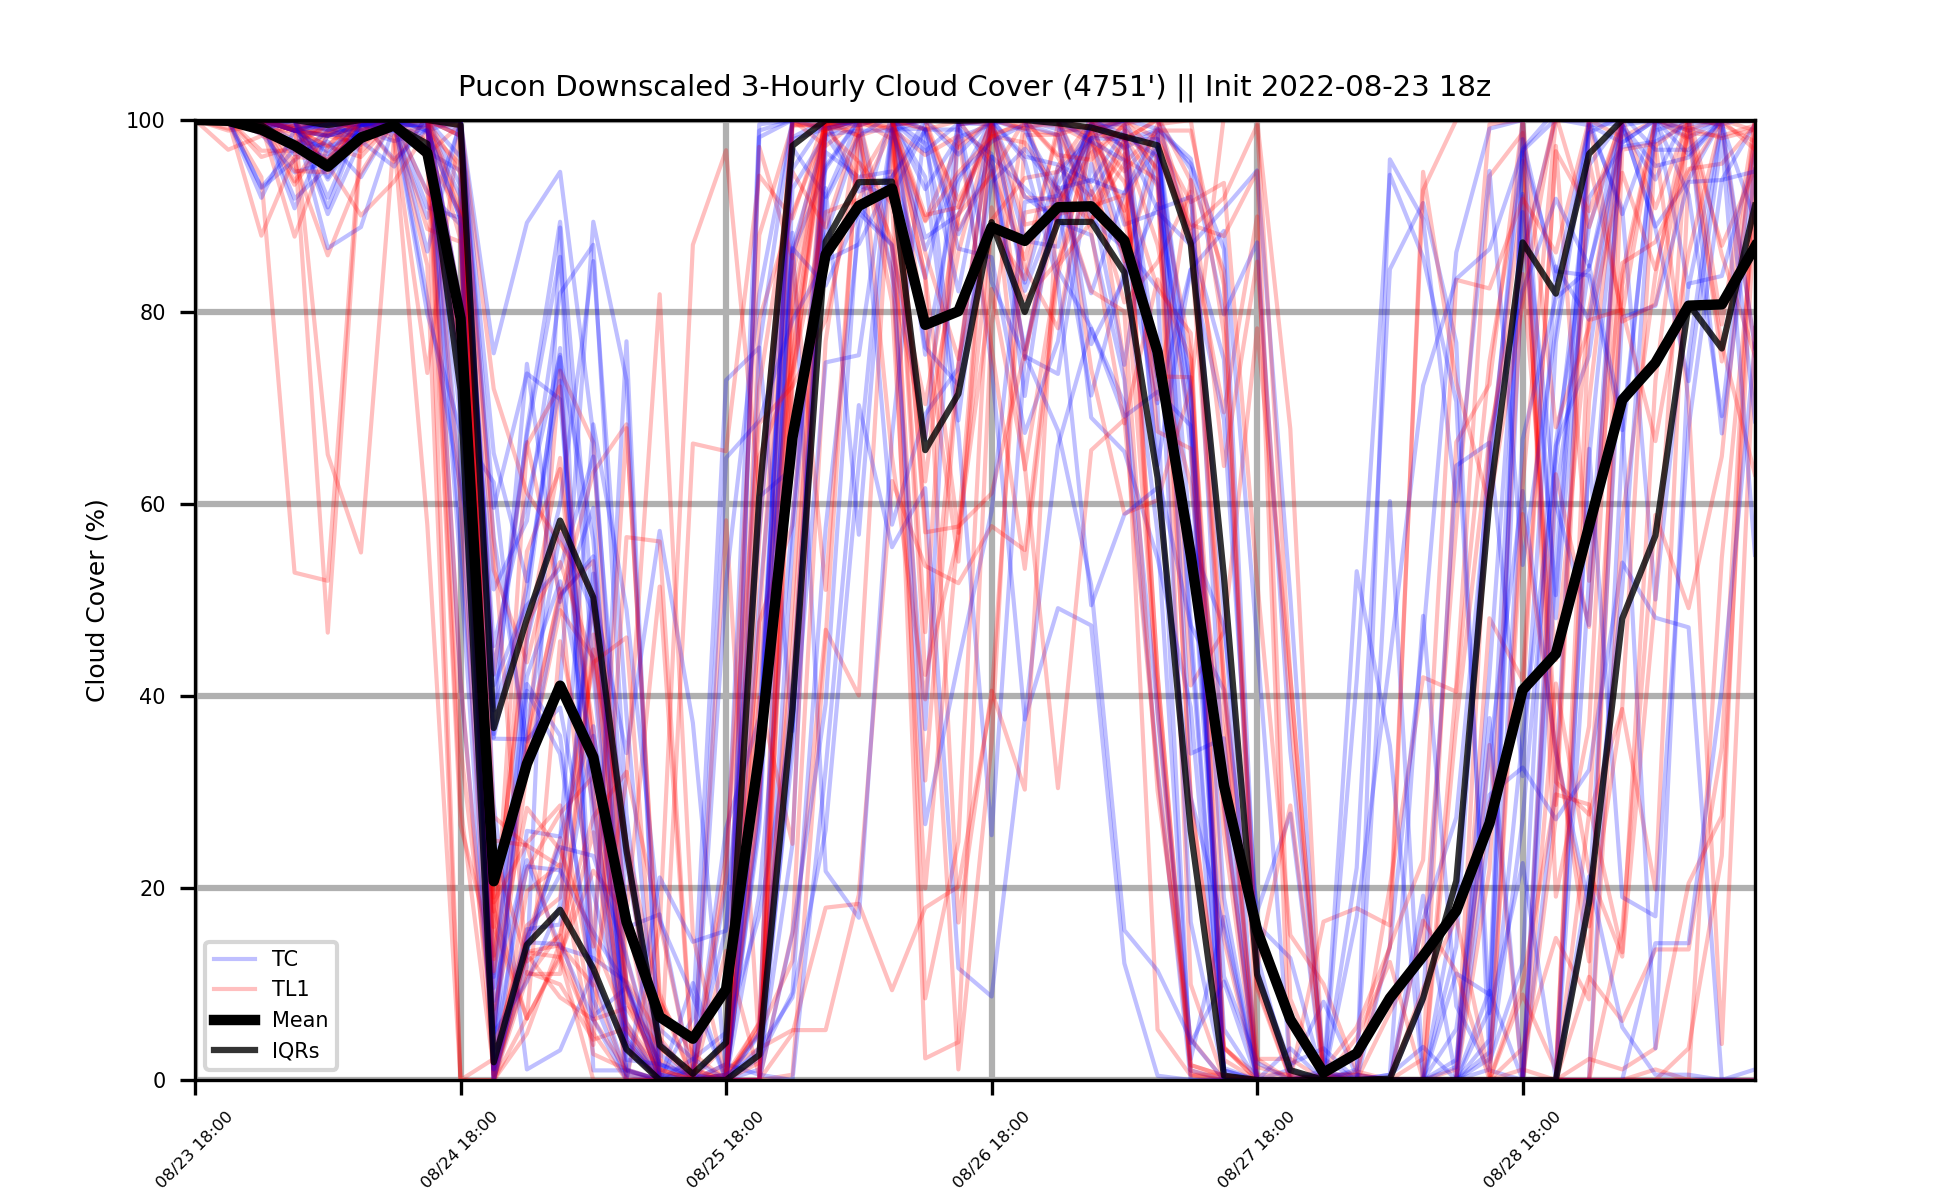 Pucon Downscaled 3-Hourly Cloud Cover (4751') || Init 2022-08-23 18z
Cloud Cover (%)
100
80
60
40
20
0
TC
TL1
Mean
IQRs
08/23 18:00
08/24 18:00
08/25 18:00
08/26 18:00
08/27 18:00
08/28 18:00